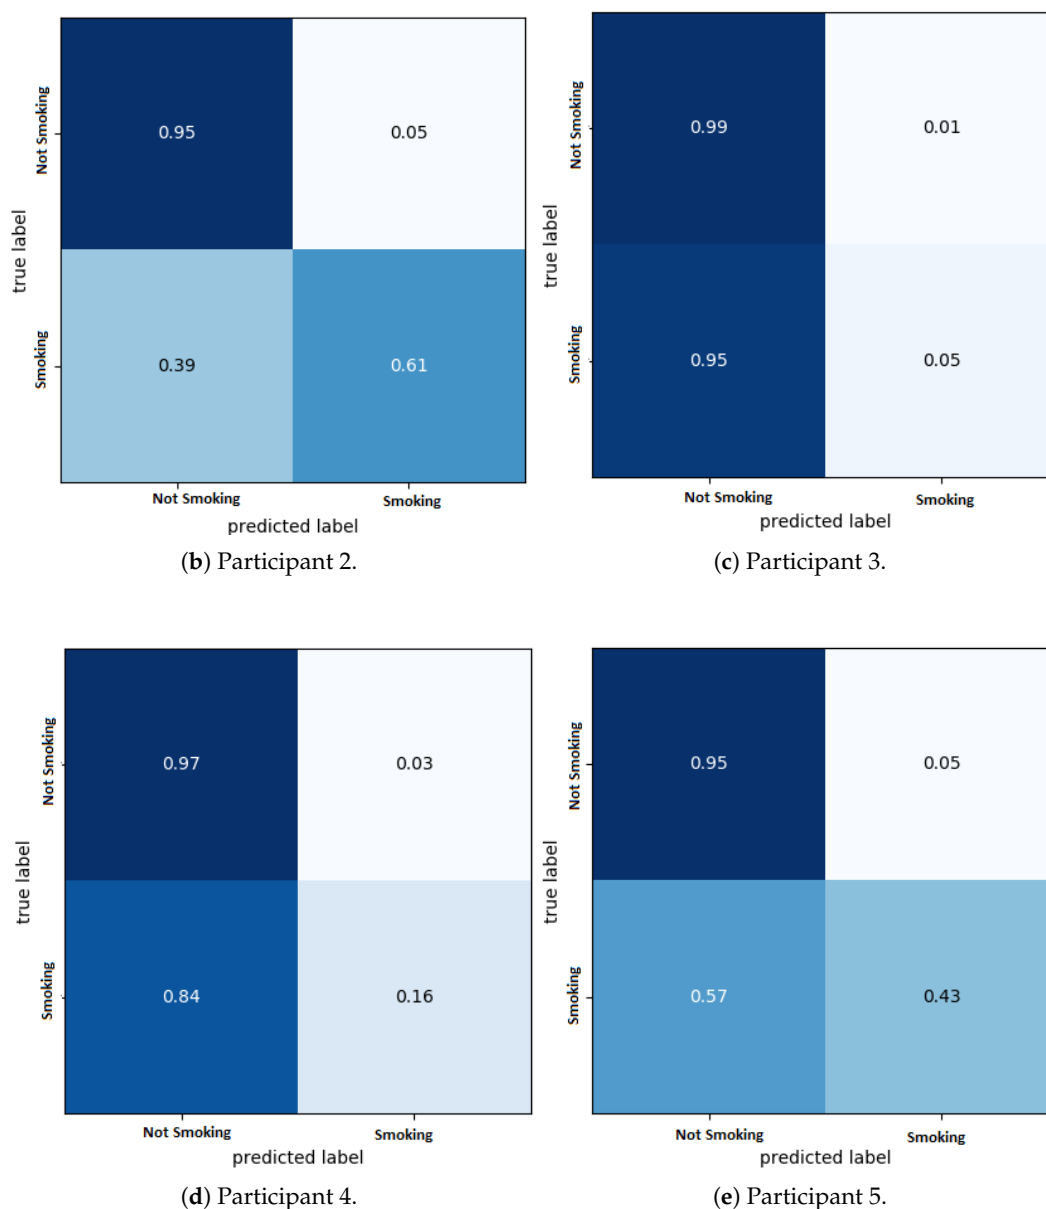 Not Smoking
0.95
0.05
true label
Smoking
0.39
0.61
Not Smoking
Smoking
predicted label
(b) Participant 2.
Not Smoking
0.99
0.01
true label
Smoking
0.95
0.05
Not Smoking
Smoking
predicted label
(c) Participant 3.
Not Smoking
0.97
0.03
true label
Smoking
0.84
0.16
Not Smoking
Smoking
predicted label
(d) Participant 4.
Not Smoking
0.95
0.05
true label
Smoking
0.57
0.43
Not Smoking
Smoking
predicted label
(e) Participant 5.